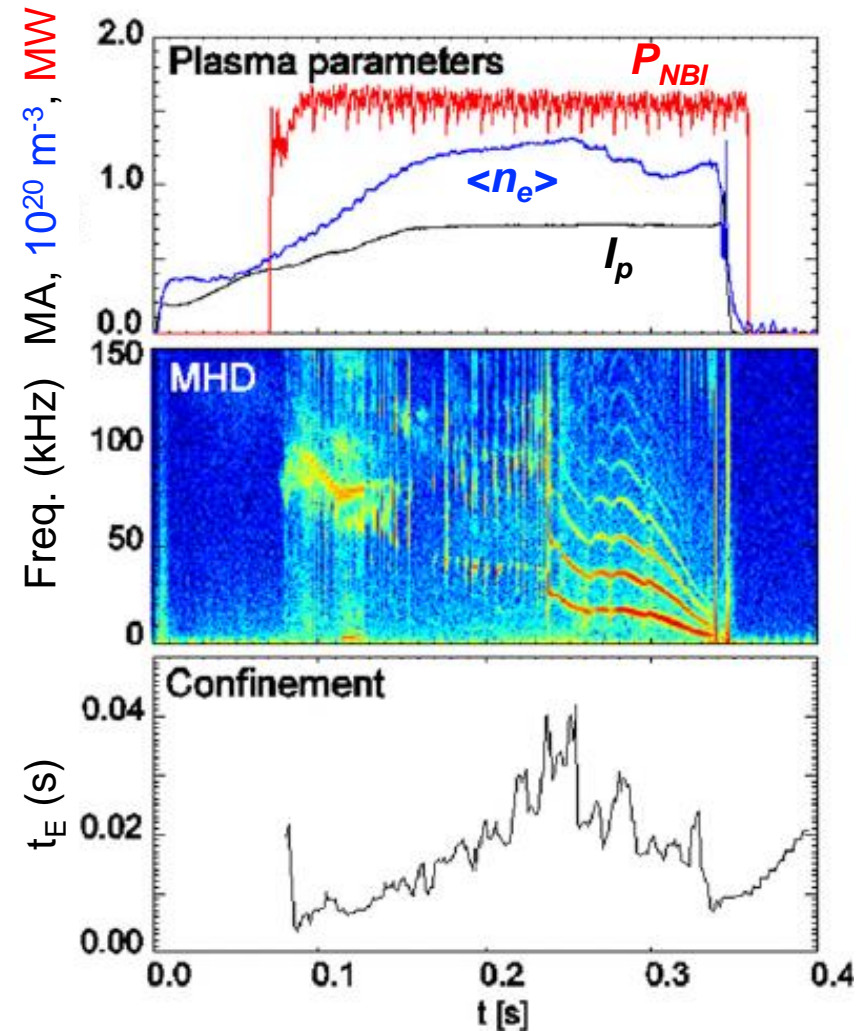 MA, 10²⁰ m⁻³, MW
2.0
Plasma parameters
P_NBI
<n_e>
1.0
I_p
0.0
Freq. (kHz)
150
MHD
100
50
0
t_E (s)
Confinement
0.04
0.02
0.00
0.0 0.1 0.2 0.3 0.4
t [s]